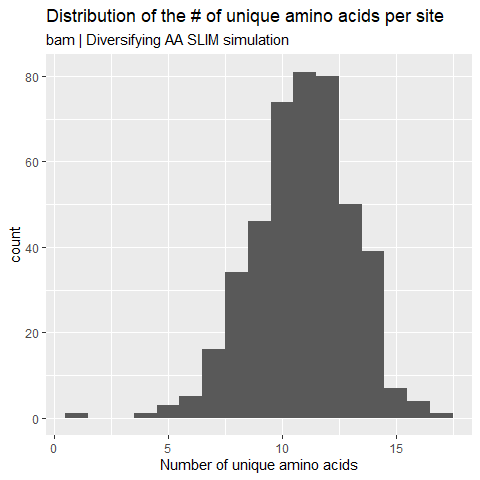 Distribution of the # of unique amino acids per site
bam | Diversifying AA SLIM simulation
80
60
40
20
0
count
0 5 10 15
Number of unique amino acids